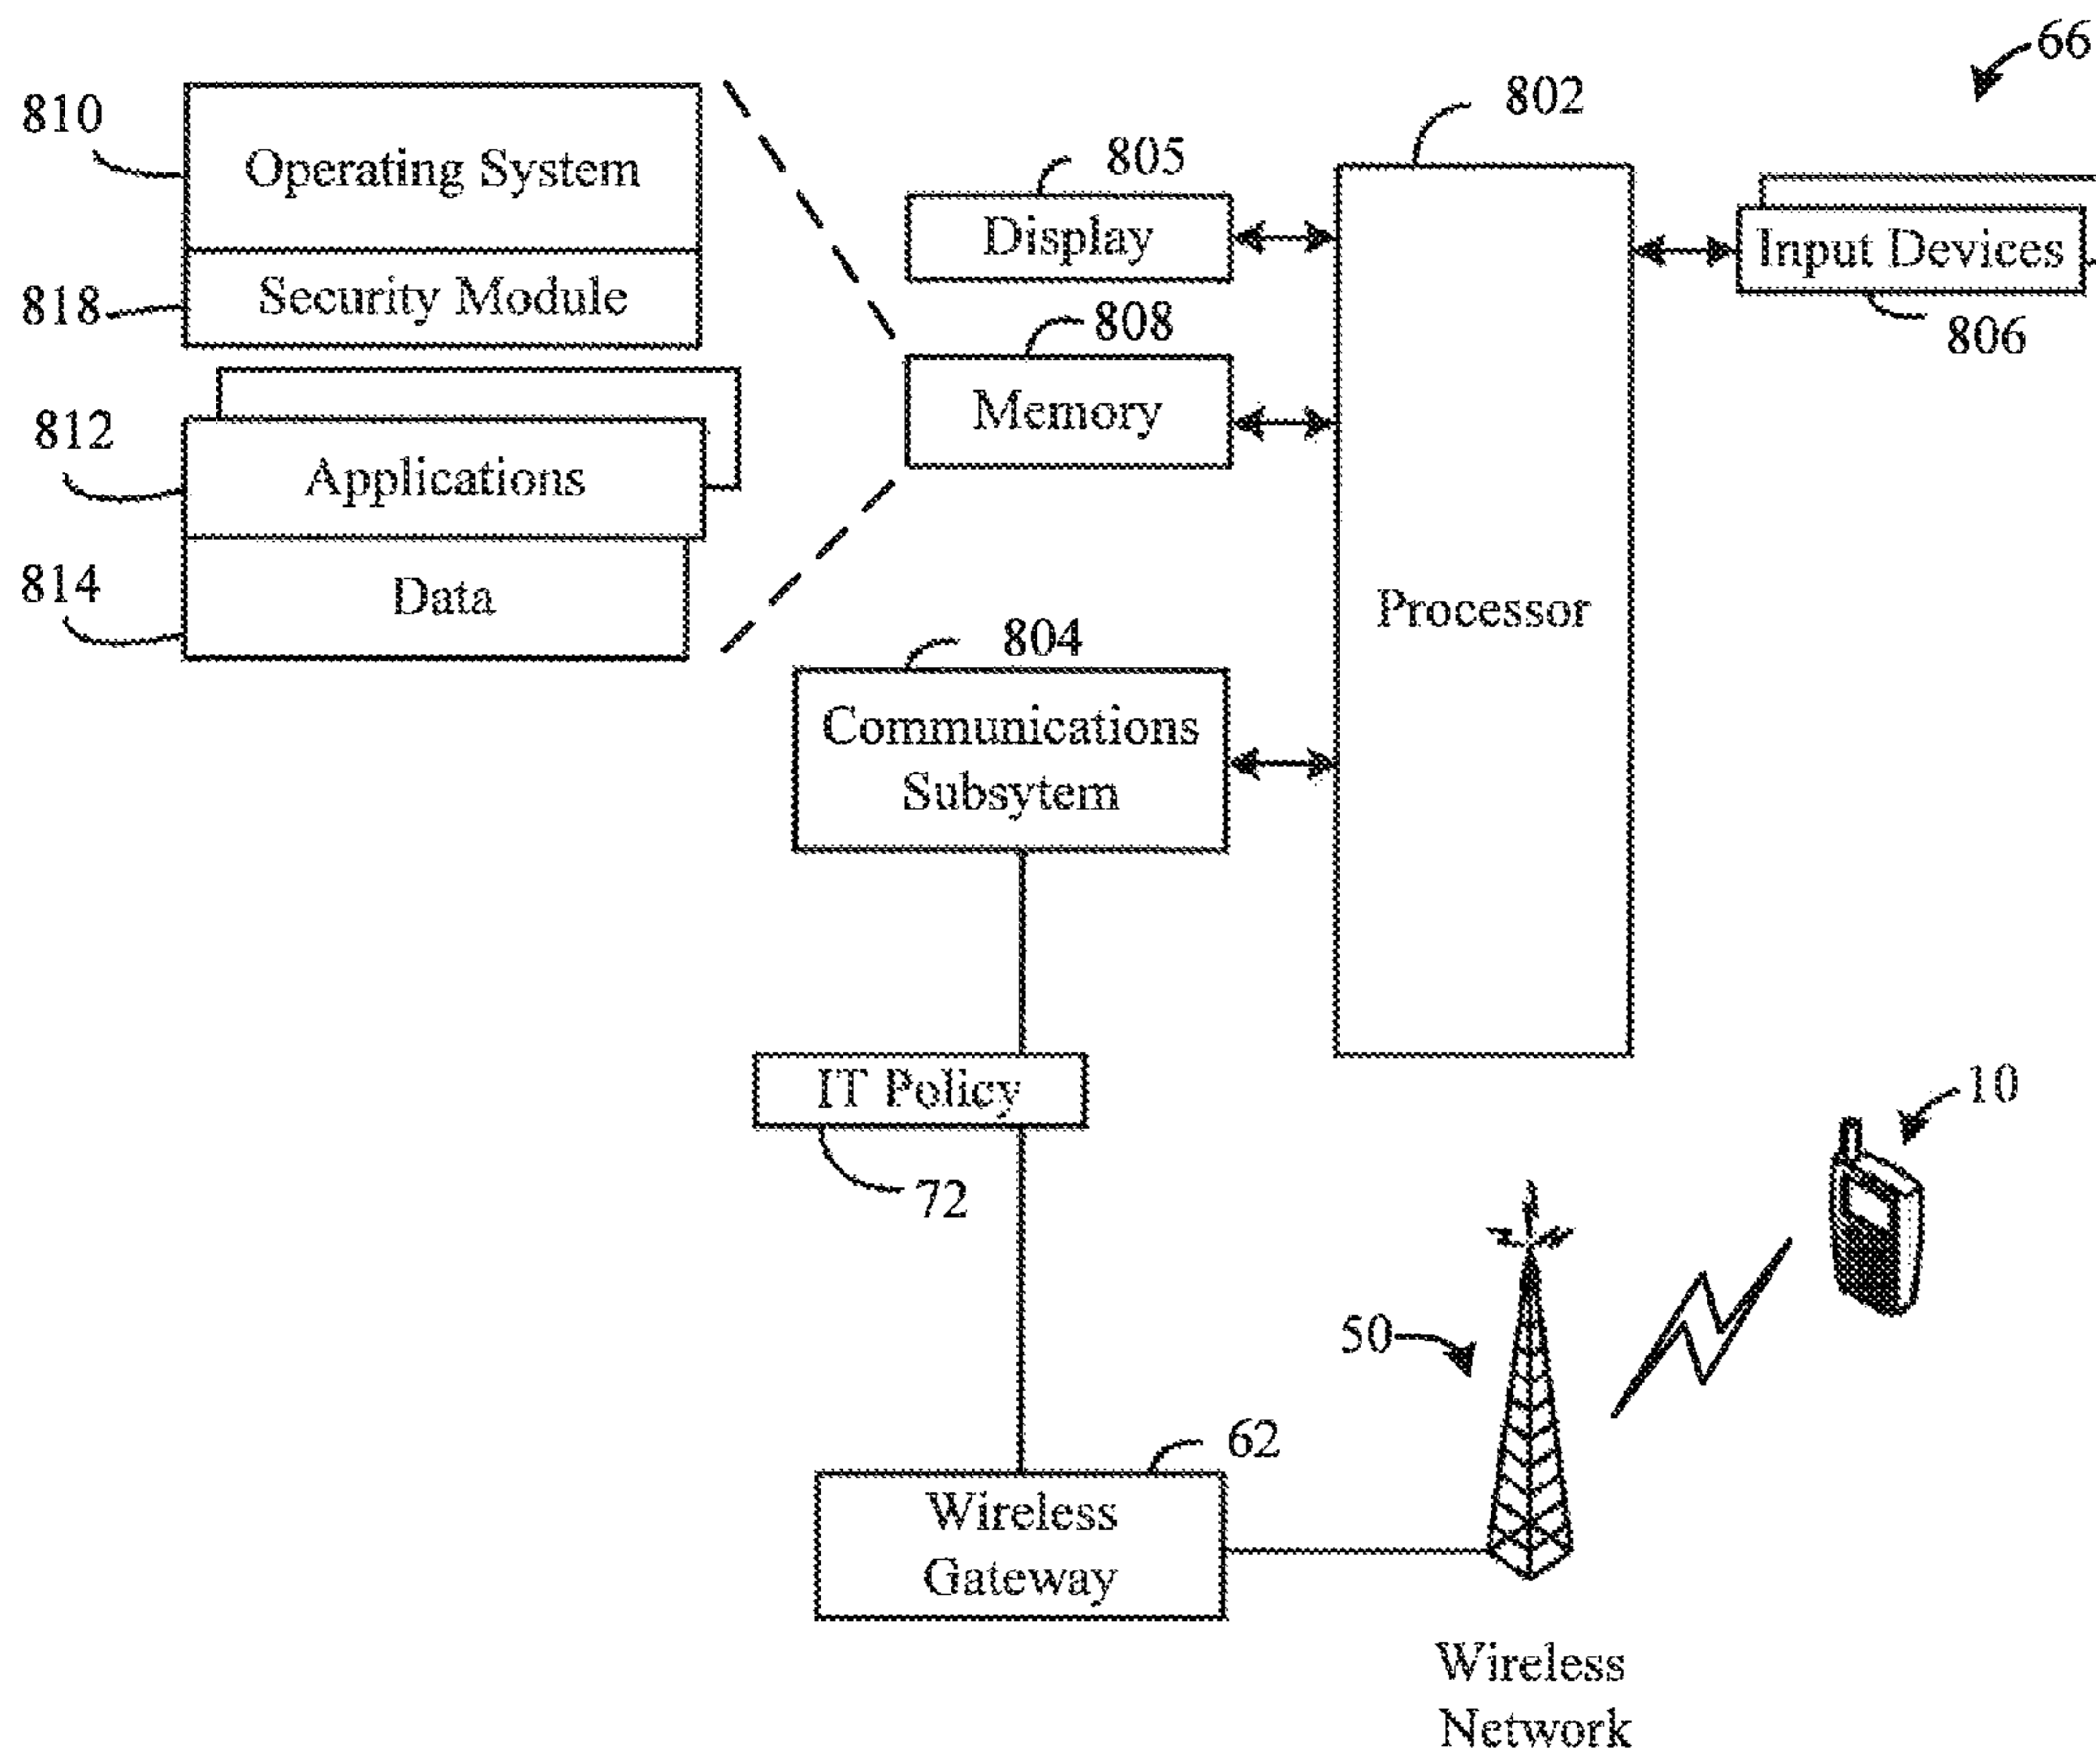 66
810
802
805
Operating System
Display
Input Devices
818
Security Module
808
806
812
Memory
Applications
814
Data
Processor
804
Communications
Subsytem
IT Policy
10
72
50
62
Wireless
Gateway
Wireless
Network